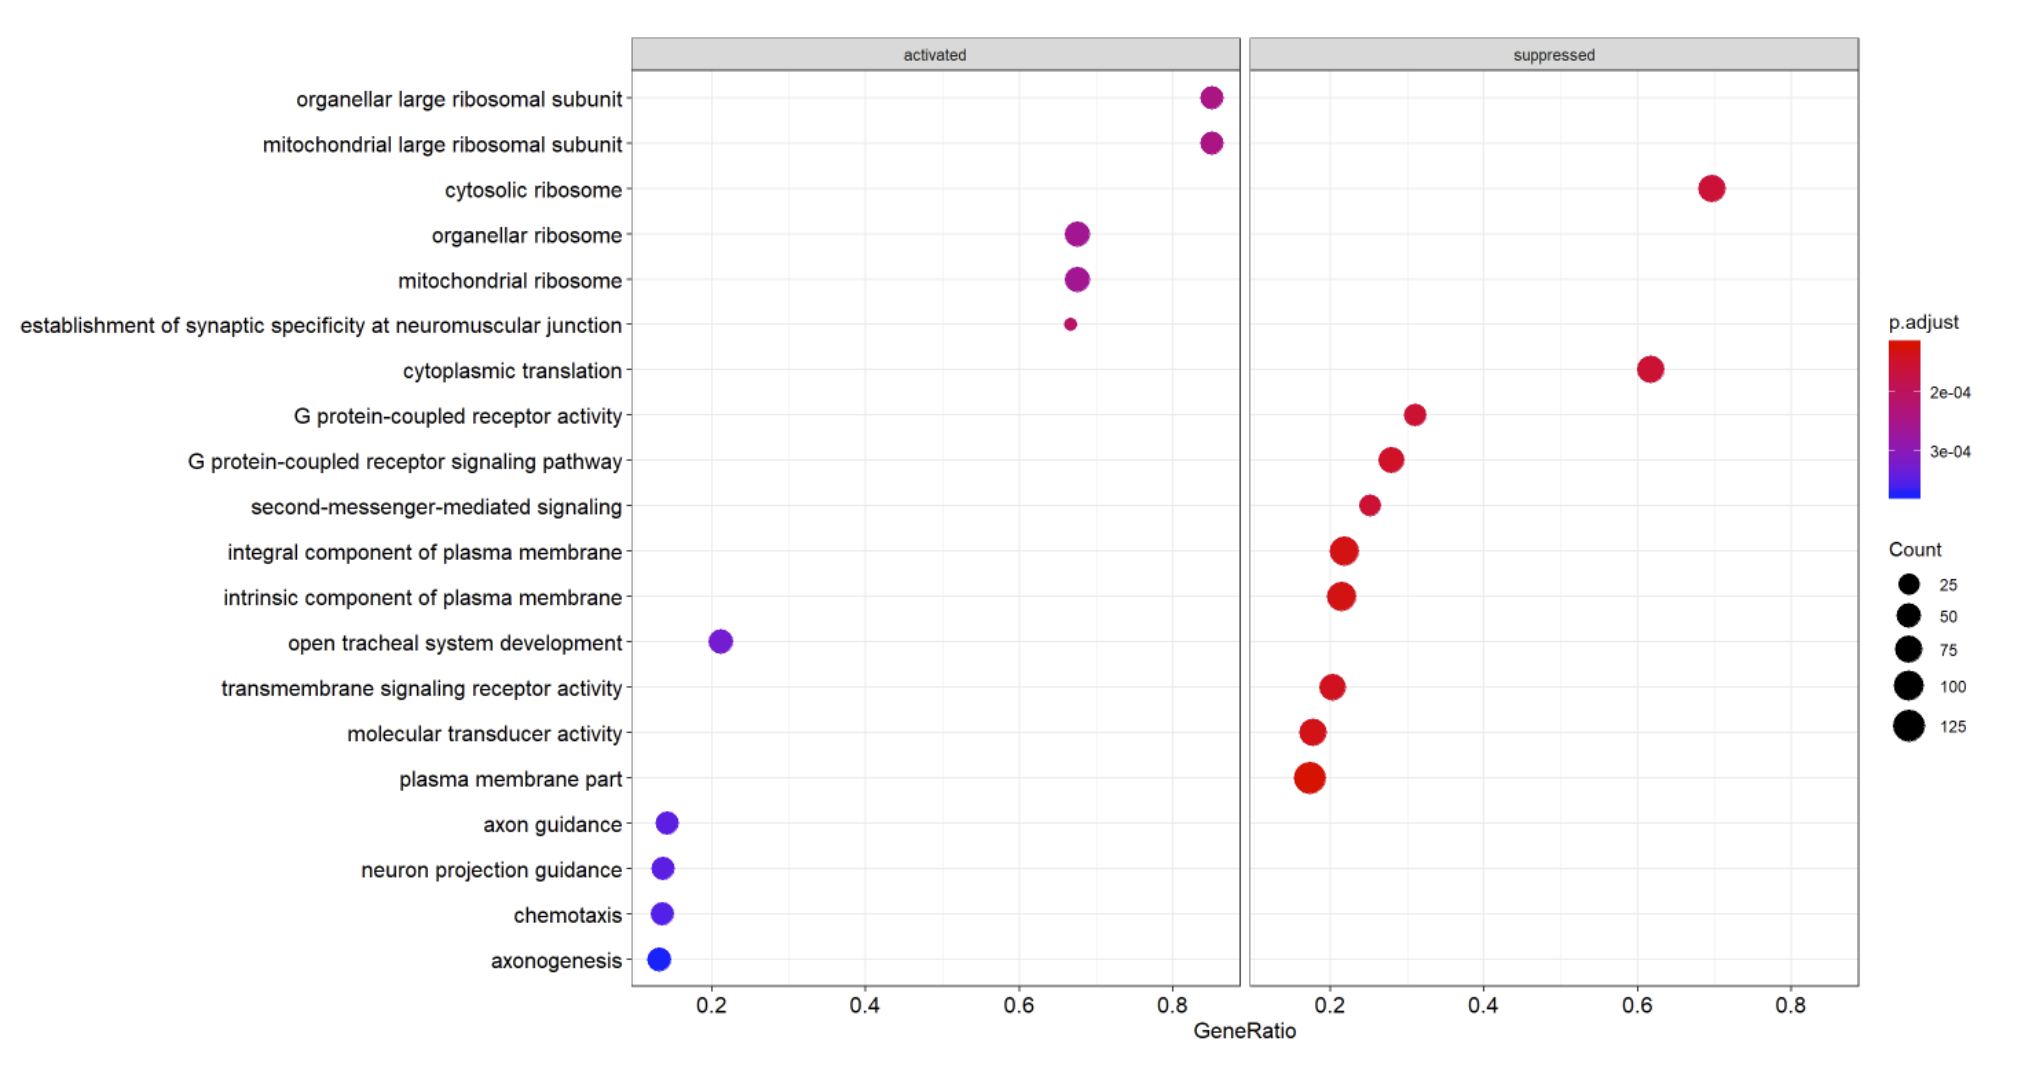 activated
suppressed
organellar large ribosomal subunit
mitochondrial large ribosomal subunit
cytosolic ribosome
organellar ribosome
mitochondrial ribosome
establishment of synaptic specificity at neuromuscular junction
cytoplasmic translation
G protein-coupled receptor activity
G protein-coupled receptor signaling pathway
second-messenger-mediated signaling
integral component of plasma membrane
intrinsic component of plasma membrane
open tracheal system development
transmembrane signaling receptor activity
molecular transducer activity
plasma membrane part
axon guidance
neuron projection guidance
chemotaxis
axonogenesis
0.2 0.4 0.6 0.8 0.2 0.4 0.6 0.8
GeneRatio
p.adjust
2e-04
3e-04
Count
25
50
75
100
125